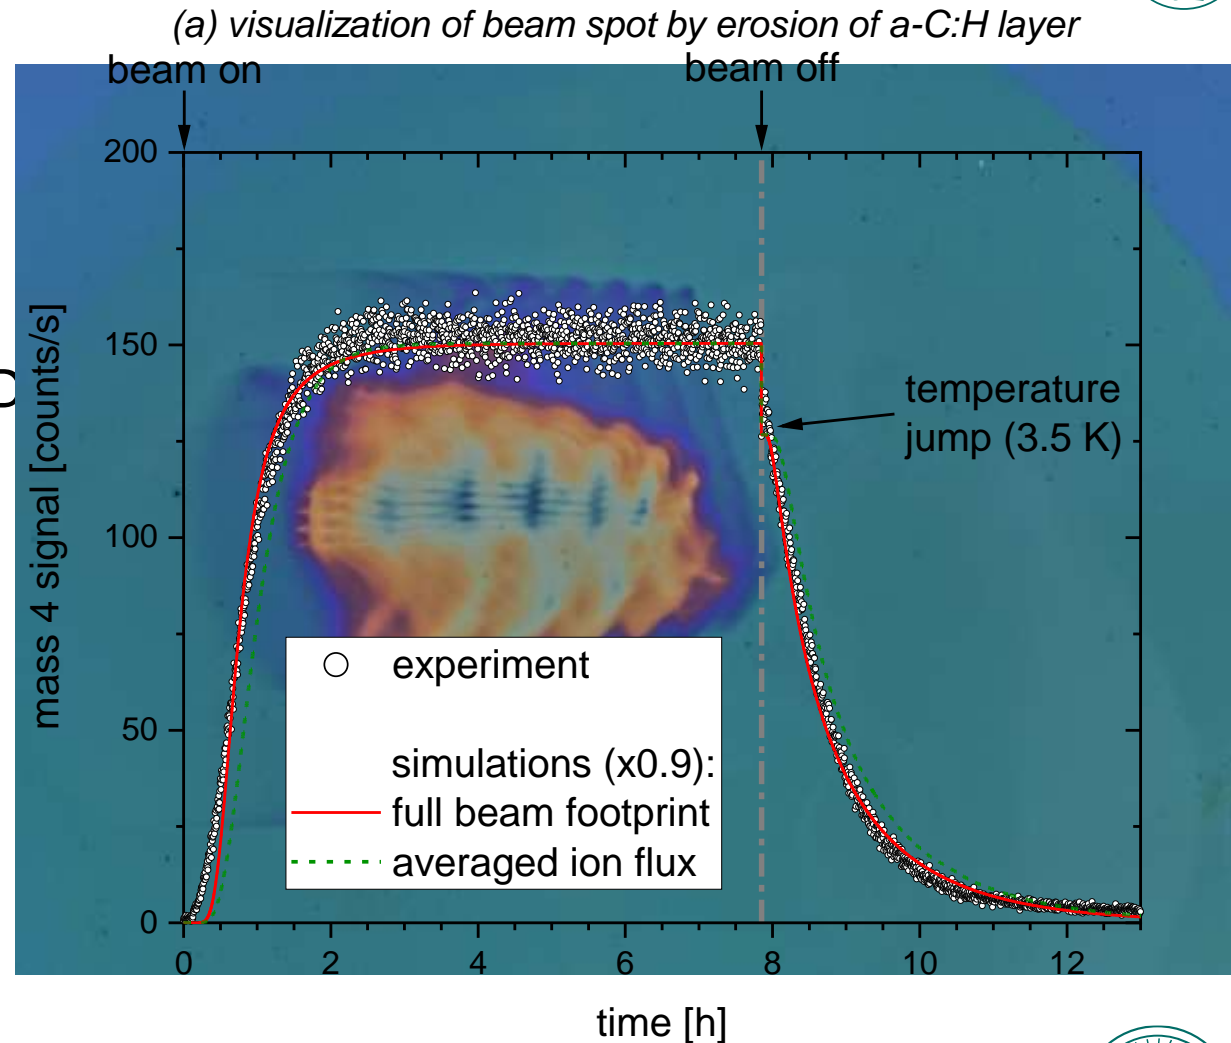 (a) visualization of beam spot by erosion of a-C:H layer
beam on
beam off
200
150
100
50
0
mass 4 signal [counts/s]
D
temperature
jump (3.5 K)
experiment
simulations (x0.9):
full beam footprint
averaged ion flux
0 2 4 6 8 10 12
time [h]